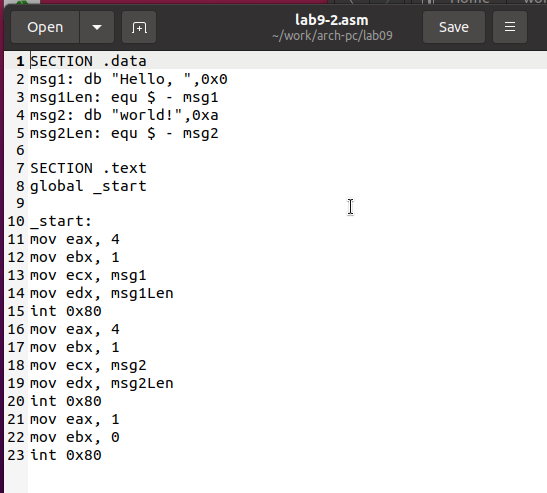 Home
Open
lab9-2.asm
~/work/arch-pc/lab09
Save
1 SECTION .data
2 msg1: db "Hello, ",0x0
3 msg1Len: equ $ - msg1
4 msg2: db "world!",0xa
5 msg2Len: equ $ - msg2
6
7 SECTION .text
8 global _start
9
10 _start:
11 mov eax, 4
12 mov ebx, 1
13 mov ecx, msg1
14 mov edx, msg1Len
15 int 0x80
16 mov eax, 4
17 mov ebx, 1
18 mov ecx, msg2
19 mov edx, msg2Len
20 int 0x80
21 mov eax, 1
22 mov ebx, 0
23 int 0x80